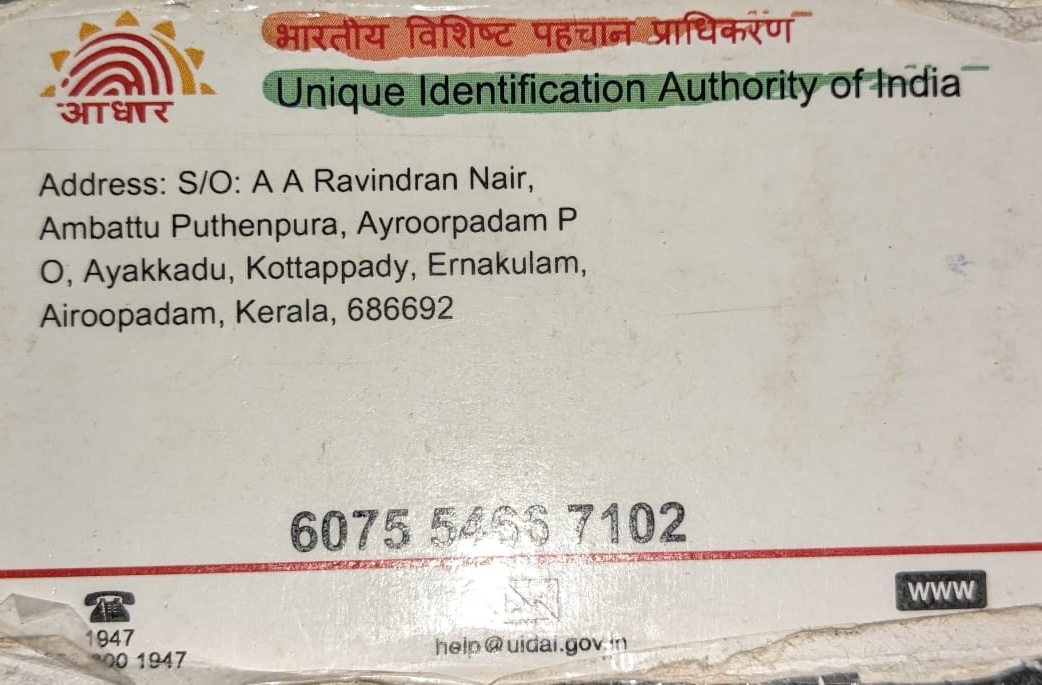 भारतीय विशिष्ट पहचान प्राधिकरण
Unique Identification Authority of India
आधार
Address: S/O: A A Ravindran Nair,
Ambattu Puthenpura, Ayroorpadam P
O, Ayakkadu, Kottappady, Ernakulam,
Airoopadam, Kerala, 686692
6075 5466 7102
1947
1947
help@uidai.gov.in
WWW